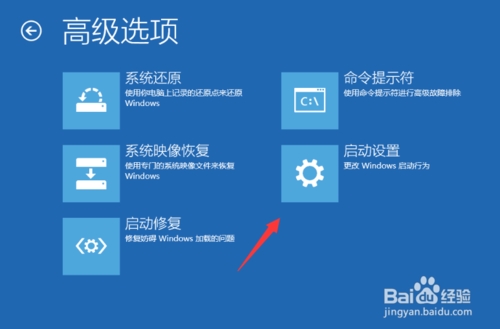 高级选项
系统还原
使用你电脑上记录的还原点来还原
Windows
命令提示符
使用命令提示符进行高级故障排除
C:\
系统映像恢复
使用专门的系统映像文件来恢复
Windows
启动设置
更改 Windows 启动行为
启动修复
修复妨碍 Windows 加载的问题
Bai du 经验
jingyan.baidu.com